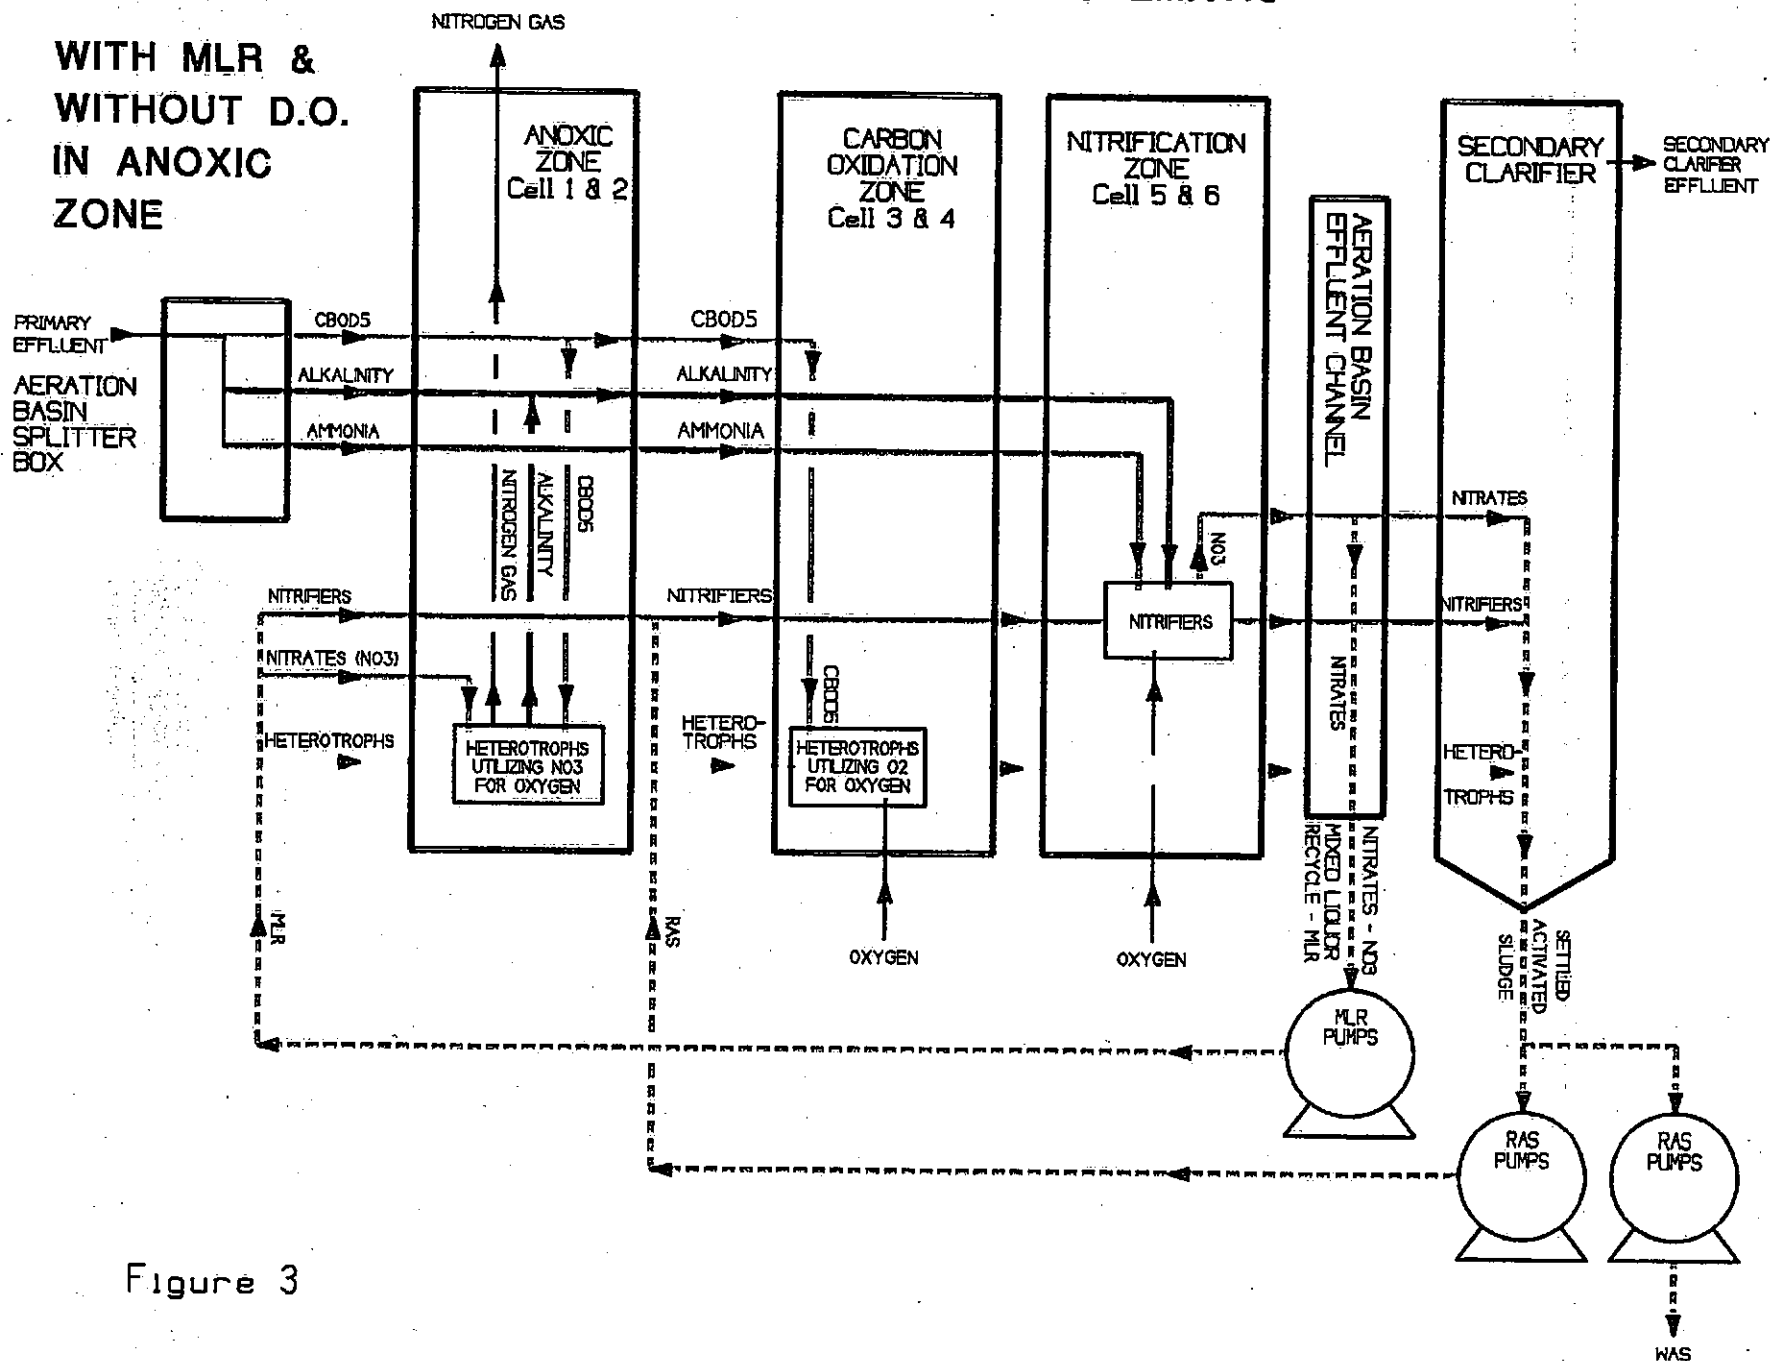 NITROGEN GAS
WITH MLR &
WITHOUT D.O.
IN ANOXIC
ZONE
ANOXIC
ZONE
Cell 1 & 2
CARBON
OXIDATION
ZONE
Cell 3 & 4
NITRIFICATION
ZONE
Cell 5 & 6
SECONDARY
CLARIFIER
SECONDARY
CLARIFIER
EFFLUENT
AERATION BASIN
EFFLUENT CHANNEL
PRIMARY
EFFLUENT
AERATION
BASIN
SPLITTER
BOX
CBOD5
ALKALINITY
AMMONIA
CBOD5
ALKALINITY
AMMONIA
NITROGEN GAS
ALKALINITY
CBOD5
NITRATES
NO3
NITRIFIERS
NITRIFIERS
NITRIFIERS
NITRIFIERS
NITRATES (NO3)
NITRATES
CBOD5
HETEROTROPHS
HETERO-
TROPHS
HETERO-
TROPHS
HETEROTROPHS
UTILIZING NO3
FOR OXYGEN
HETEROTROPHS
UTILIZING O2
FOR OXYGEN
MLR
RAS
OXYGEN
OXYGEN
NITRATES - NO3
MIXED LIQUOR
RECYCLE - MLR
SETTLED
ACTIVATED
SLUDGE
MLR
PUMPS
RAS
PUMPS
RAS
PUMPS
Figure 3
WAS